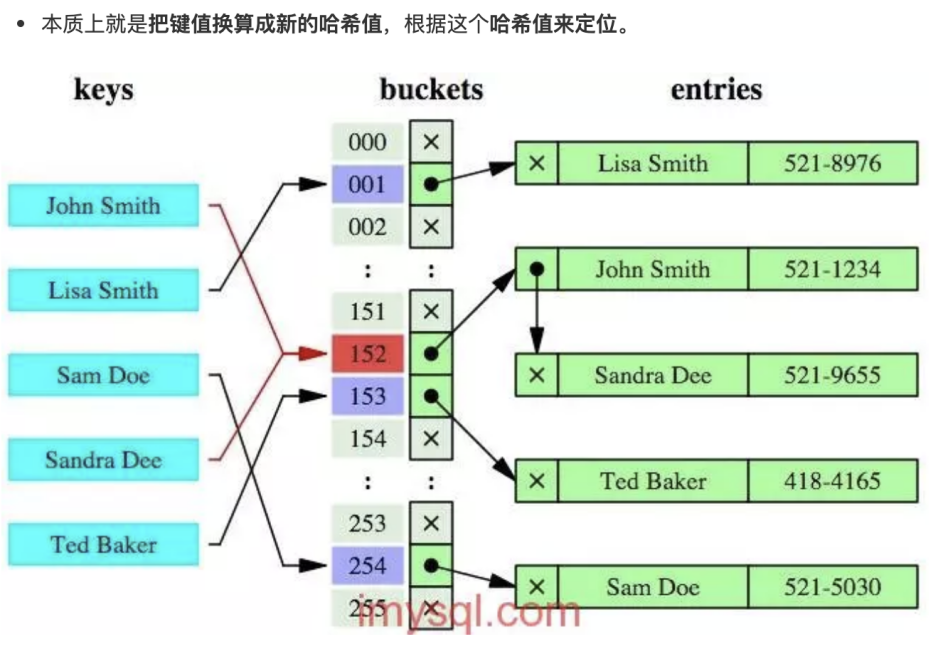 本质上就是把键值换算成新的哈希值，根据这个哈希值来定位。
keys buckets entries
000
Lisa Smith 521-8976
001
John Smith
002
John Smith 521-1234
Lisa Smith
:  :
151
152
Sam Doe
Sandra Dee 521-9655
153
154
Sandra Dee
Ted Baker 418-4165
:  :
253
Ted Baker
254
Sam Doe 521-5030
255
imysql.com